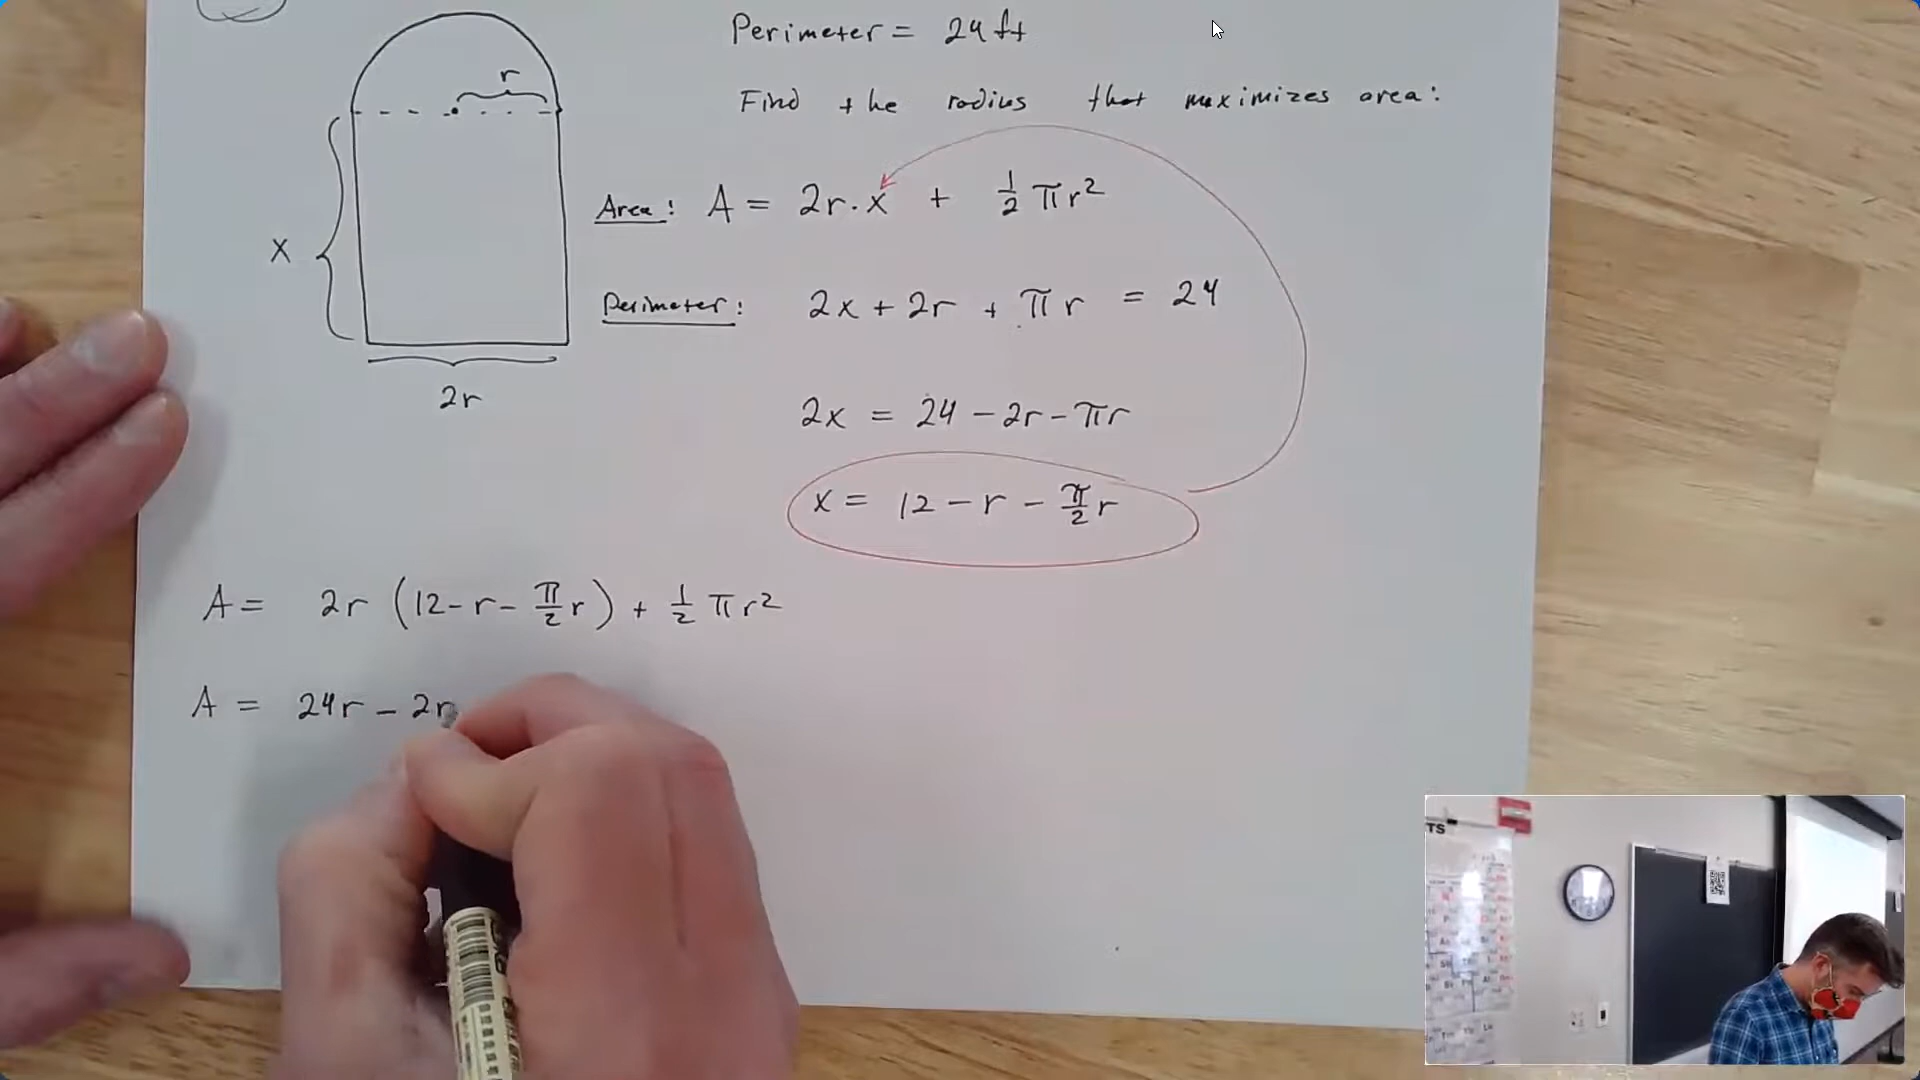 Perimeter = 24 ft
r
Find the radius that maximizes area:
Area: A = 2r·x + 1/2 πr²
x
Perimeter: 2x + 2r + πr = 24
2r
2x = 24 - 2r - πr
x = 12 - r - π/2 r
A = 2r (12 - r - π/2 r) + 1/2 πr²
A = 24r - 2r
TS